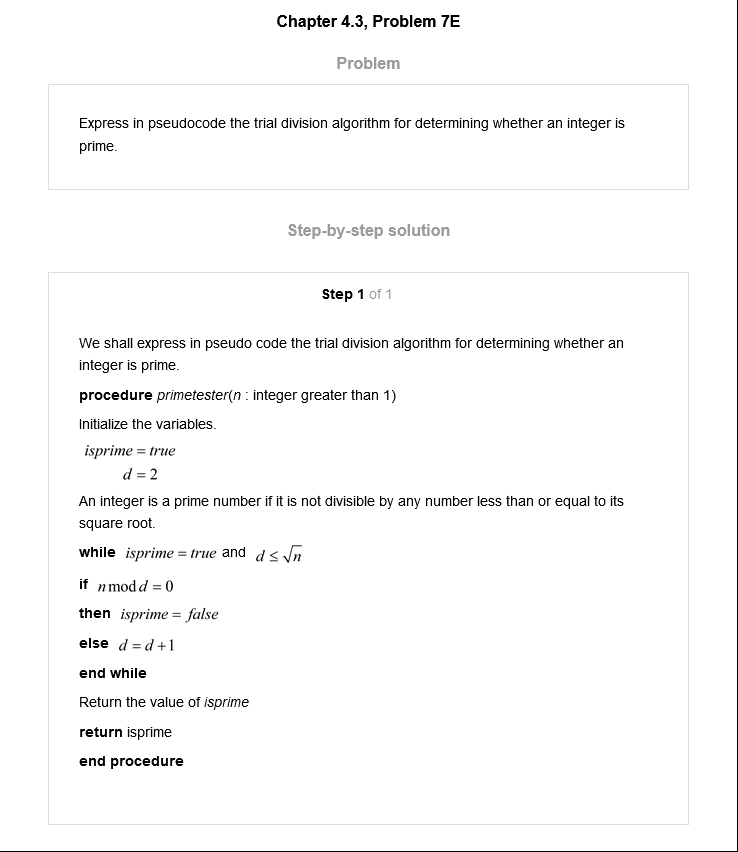 Chapter 4.3, Problem 7E
Problem
Express in pseudocode the trial division algorithm for determining whether an integer is
prime.
Step-by-step solution
Step 1 of 1
We shall express in pseudo code the trial division algorithm for determining whether an
integer is prime.
procedure primetester(n : integer greater than 1)
Initialize the variables.
isprime = true
d = 2
An integer is a prime number if it is not divisible by any number less than or equal to its
square root.
while isprime = true and d ≤ √n
if n mod d = 0
then isprime = false
else d = d + 1
end while
Return the value of isprime
return isprime
end procedure